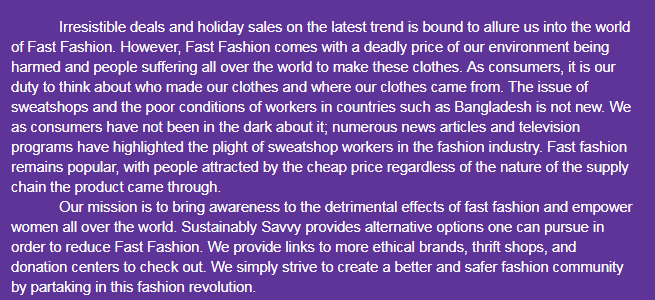 Irresistible deals and holiday sales on the latest trend is bound to allure us into the world
of Fast Fashion. However, Fast Fashion comes with a deadly price of our environment being
harmed and people suffering all over the world to make these clothes. As consumers, it is our
duty to think about who made our clothes and where our clothes came from. The issue of
sweatshops and the poor conditions of workers in countries such as Bangladesh is not new. We
as consumers have not been in the dark about it; numerous news articles and television
programs have highlighted the plight of sweatshop workers in the fashion industry. Fast fashion
remains popular, with people attracted by the cheap price regardless of the nature of the supply
chain the product came through.
Our mission is to bring awareness to the detrimental effects of fast fashion and empower
women all over the world. Sustainably Savvy provides alternative options one can pursue in
order to reduce Fast Fashion. We provide links to more ethical brands, thrift shops, and
donation centers to check out. We simply strive to create a better and safer fashion community
by partaking in this fashion revolution.